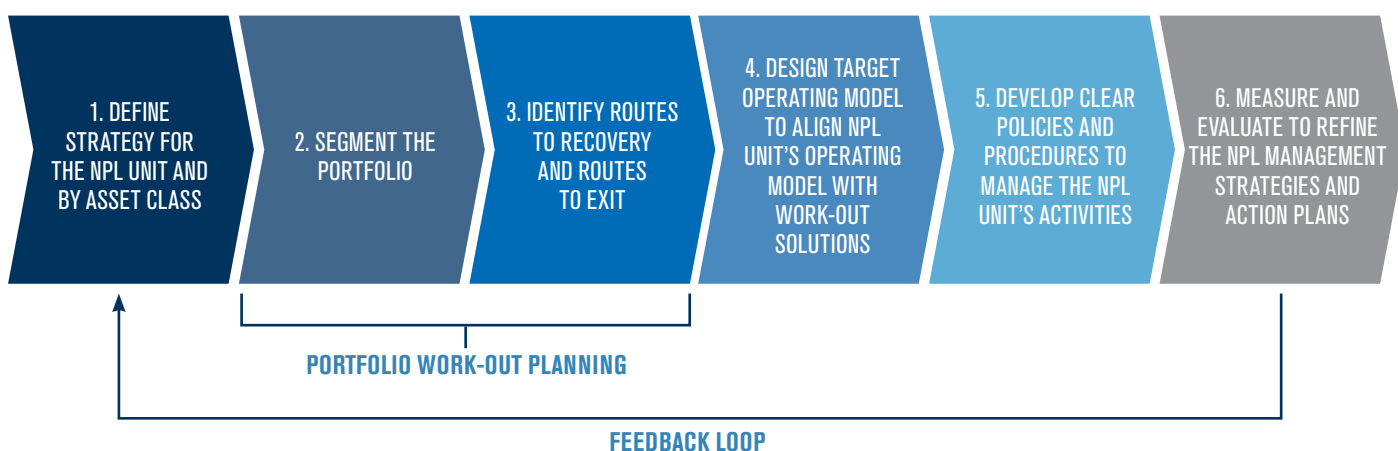 1. DEFINE
STRATEGY FOR
THE NPL UNIT AND
BY ASSET CLASS
2. SEGMENT THE
PORTFOLIO
3. IDENTIFY ROUTES
TO RECOVERY
AND ROUTES
TO EXIT
4. DESIGN TARGET
OPERATING MODEL
TO ALIGN NPL
UNIT'S OPERATING
MODEL WITH
WORK-OUT
SOLUTIONS
5. DEVELOP CLEAR
POLICIES AND
PROCEDURES TO
MANAGE THE NPL
UNIT'S ACTIVITIES
6. MEASURE AND
EVALUATE TO REFINE
THE NPL MANAGEMENT
STRATEGIES AND
ACTION PLANS
PORTFOLIO WORK-OUT PLANNING
FEEDBACK LOOP